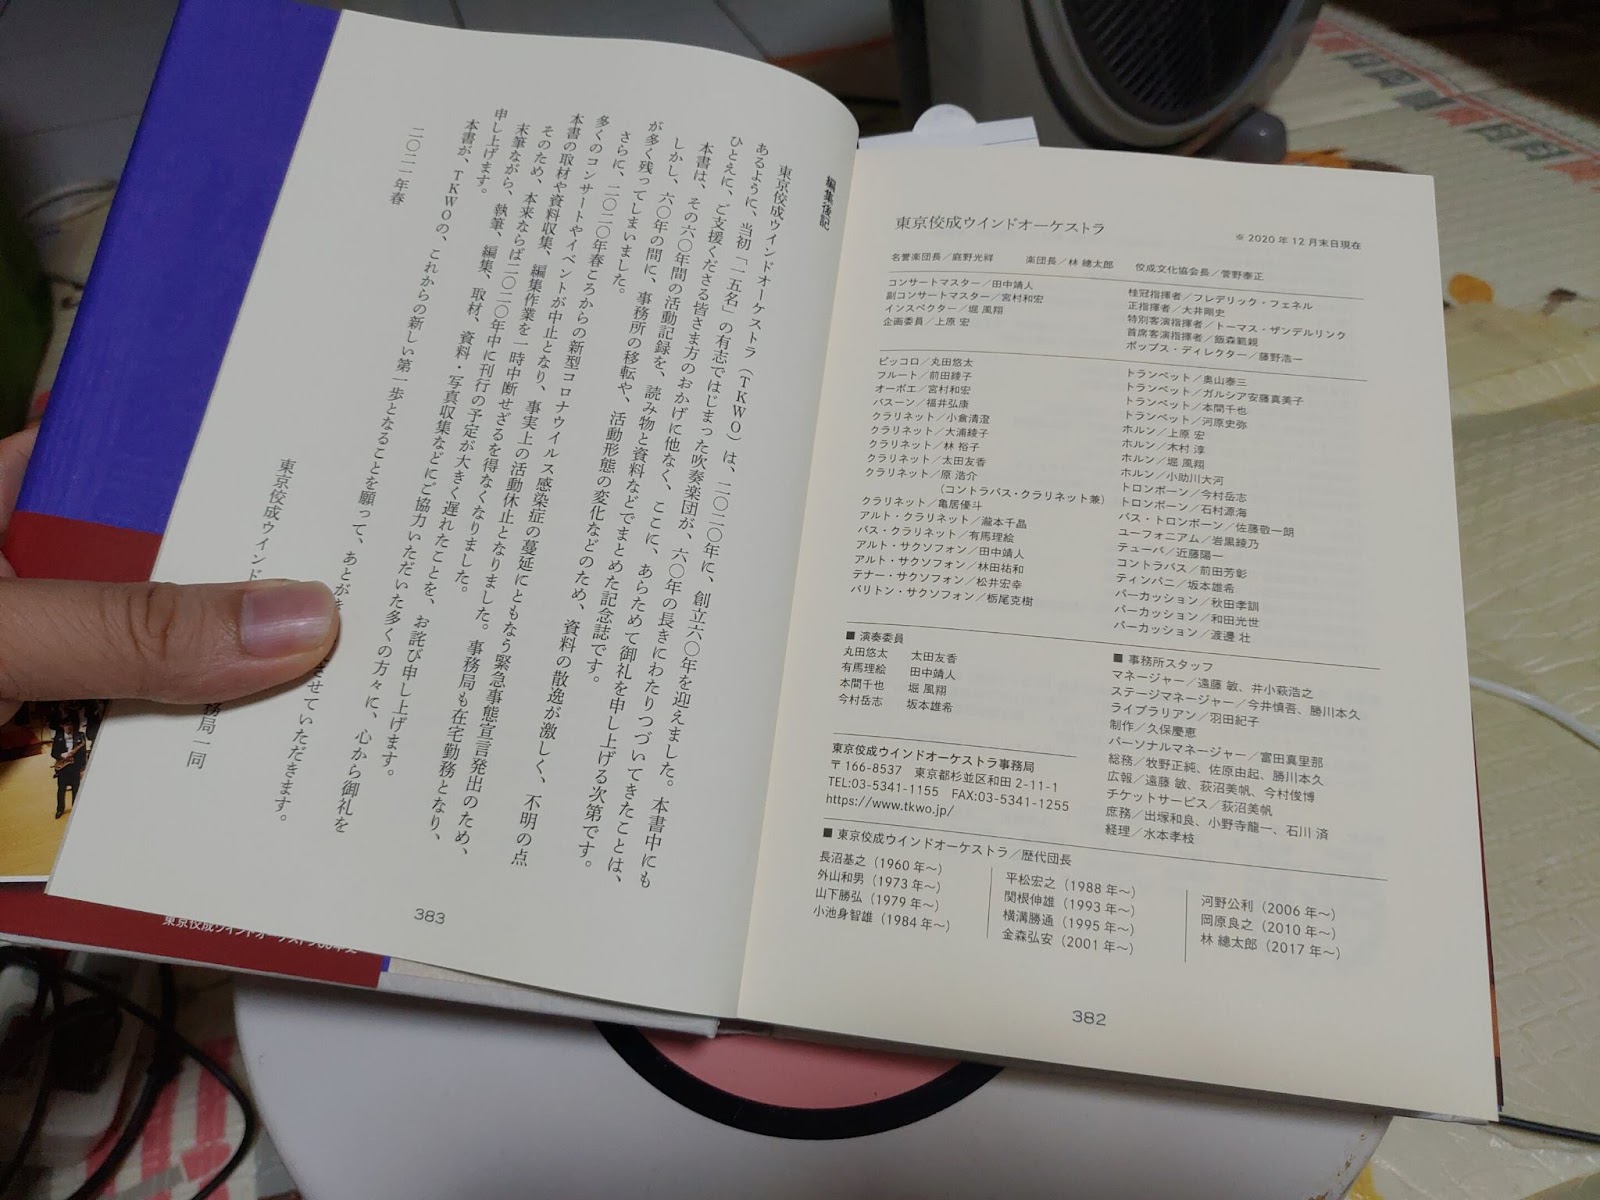 東京佼成ウインドオーケストラ
※ 2020 年 12 月末日現在
名誉楽団長／庭野光祥　楽団長／林 總太郎　佼成文化協会長／菅野泰正
コンサートマスター／田中靖人
副コンサートマスター／宮村和宏
インスペクター／堀 風翔
企画委員／上原 宏
桂冠指揮者／フレデリック・フェネル
正指揮者／大井剛史
特別客演指揮者／トーマス・ザンデルリンク
首席客演指揮者／飯森範親
ポップス・ディレクター／藤野浩一
ピッコロ／丸田悠太
フルート／前田綾子
オーボエ／宮村和宏
バスーン／福井弘康
クラリネット／小倉清澄
クラリネット／大浦綾子
クラリネット／林 裕子
クラリネット／太田友香
クラリネット／原 浩介
（コントラバス・クラリネット兼）
クラリネット／亀居優斗
アルト・クラリネット／瀧本千晶
バス・クラリネット／有馬理絵
アルト・サクソフォン／田中靖人
アルト・サクソフォン／林田祐和
テナー・サクソフォン／松井宏幸
バリトン・サクソフォン／栃尾克樹
トランペット／奥山泰三
トランペット／ガルシア安藤真美子
トランペット／本間千也
トランペット／河原史弥
ホルン／上原 宏
ホルン／木村 淳
ホルン／堀 風翔
ホルン／小助川大河
トロンボーン／今村岳志
トロンボーン／石村源海
バス・トロンボーン／佐藤敬一朗
ユーフォニアム／岩黒綾乃
テューバ／近藤陽一
コントラバス／前田芳彰
ティンパニ／坂本雄希
パーカッション／秋田孝訓
パーカッション／和田光世
パーカッション／渡邊 壮
■ 演奏委員
丸田悠太　太田友香
有馬理絵　田中靖人
本間千也　堀 風翔
今村岳志　坂本雄希
東京佼成ウインドオーケストラ事務局
〒166-8537　東京都杉並区和田 2-11-1
TEL:03-5341-1155　FAX:03-5341-1255
https://www.tkwo.jp/
■ 事務所スタッフ
マネージャー／遠藤 敏、井小萩浩之
ステージマネージャー／今井慎吾、勝川本久
ライブラリアン／羽田紀子
制作／久保慶恵
パーソナルマネージャー／富田真里那
総務／牧野正純、佐原由起、勝川本久
広報／遠藤 敏、荻沼美帆、今村俊博
チケットサービス／荻沼美帆
庶務／出塚和良、小野寺龍一、石川 済
経理／水本孝枝
■ 東京佼成ウインドオーケストラ／歴代団長
長沼基之（1960 年〜）
外山和男（1973 年〜）
山下勝弘（1979 年〜）
小池身智雄（1984 年〜）
平松宏之（1988 年〜）
関根伸雄（1993 年〜）
横溝勝通（1995 年〜）
金森弘安（2001 年〜）
河野公利（2006 年〜）
岡原良之（2010 年〜）
林 總太郎（2017 年〜）
382
編集後記
東京佼成ウインドオーケストラ（TKWO）は、二〇二〇年に、創立六〇年を迎えました。本書中にも
あるように、当初「一五名」の有志ではじまった吹奏楽団が、六〇年の長きにわたりつづいてきたことは、
ひとえに、ご支援くださる皆さま方のおかげに他なく、ここに、あらためて御礼を申し上げる次第です。
本書は、その六〇年間の活動記録を、読み物と資料などでまとめた記念誌です。
しかし、六〇年の間に、事務所の移転や、活動形態の変化などのため、資料の散逸が激しく、不明の点
が多く残ってしまいました。
さらに、二〇二〇年春ころからの新型コロナウイルス感染症の蔓延にともなう緊急事態宣言発出のため、
多くのコンサートやイベントが中止となり、事実上の活動休止となりました。事務局も在宅勤務となり、
本書の取材や資料収集、編集作業を一時中断せざるを得なくなりました。
そのため、本来ならば二〇二〇年中に刊行の予定が大きく遅れたことを、お詫び申し上げます。
末筆ながら、執筆、編集、取材、資料・写真収集などにご協力いただいた多くの方々に、心から御礼を
申し上げます。
本書が、TKWOの、これからの新しい第一歩となることを願って、あとがき させていただきます。
二〇二一年春
東京佼成ウインド 務局一同
383
東京佼成ウインドオーケストラ